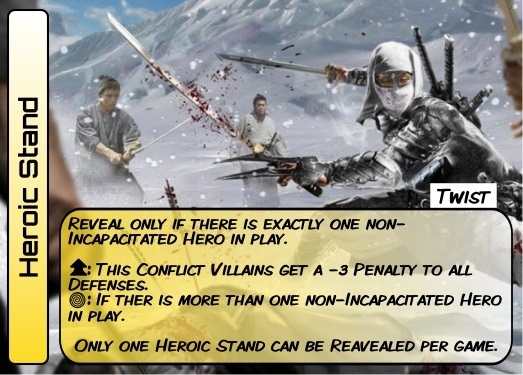 Heroic Stand
Twist
Reveal only if there is exactly one non-
Incapacitated Hero in play.
: This Conflict Villains get a -3 Penalty to all
Defenses.
: If ther is more than one non-Incapacitated Hero
in play.
Only one Heroic Stand can be Reavealed per game.